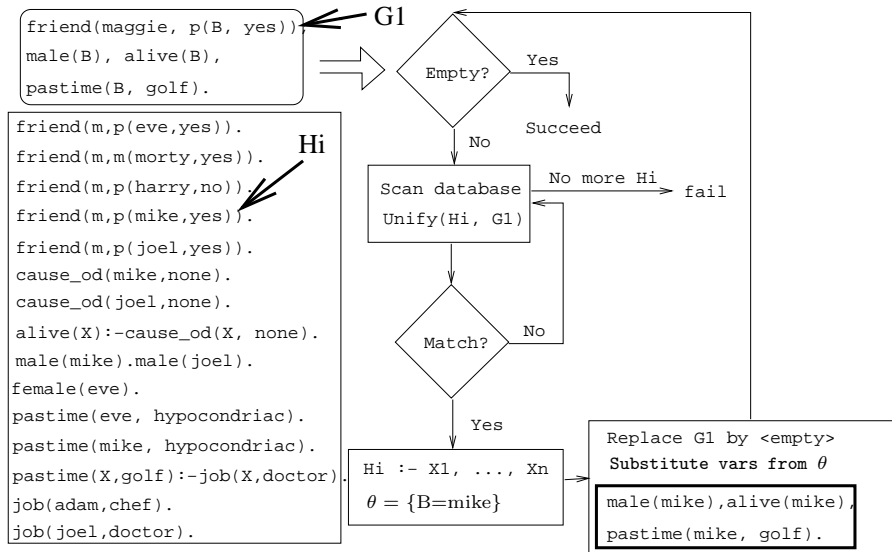 friend(maggie, p(B, yes)),
male(B), alive(B),
pastime(B, golf).
G1
friend(m,p(eve,yes)).
friend(m,m(morty,yes)).
friend(m,p(harry,no)).
friend(m,p(mike,yes)).
friend(m,p(joel,yes)).
cause_od(mike,none).
cause_od(joel,none).
alive(X):-cause_od(X, none).
male(mike).male(joel).
female(eve).
pastime(eve, hypocondriac).
pastime(mike, hypocondriac).
pastime(X,golf):-job(X,doctor).
job(adam,chef).
job(joel,doctor).
Hi
Empty?
Yes
Succeed
No
Scan database
Unify(Hi, G1)
No more Hi
fail
Match?
No
Yes
Hi :- X1, ..., Xn
θ = {B=mike}
Replace G1 by <empty>
Substitute vars from θ
male(mike),alive(mike),
pastime(mike, golf).